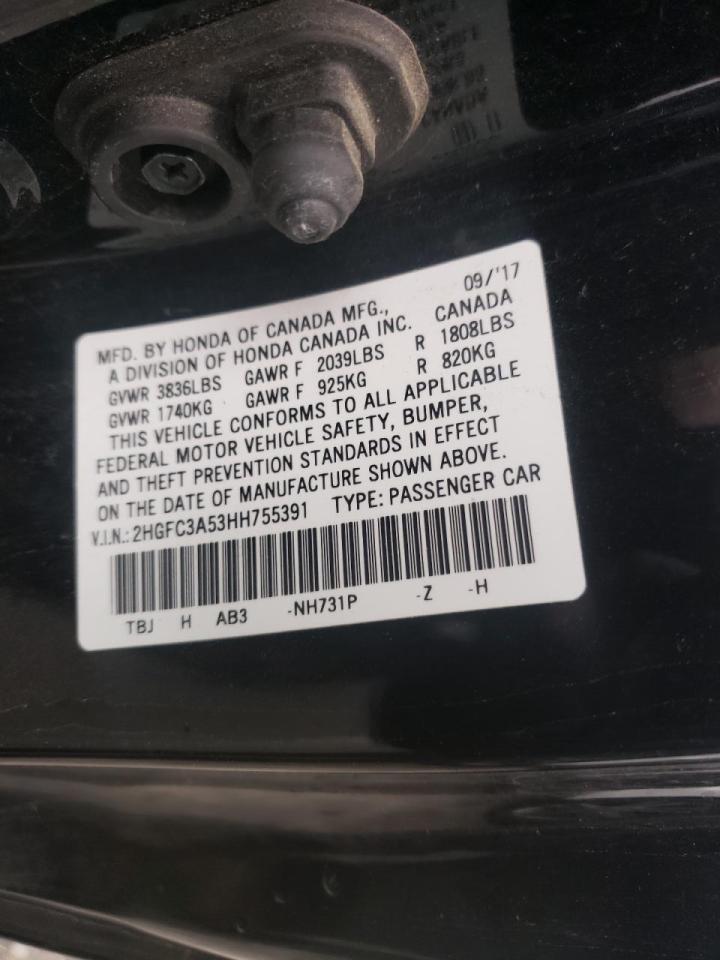 09/'17
MFD. BY HONDA OF CANADA MFG.,
A DIVISION OF HONDA CANADA INC. CANADA
GVWR 3836LBS GAWR F 2039LBS R 1808LBS
GVWR 1740KG GAWR F 925KG R 820KG
THIS VEHICLE CONFORMS TO ALL APPLICABLE
FEDERAL MOTOR VEHICLE SAFETY, BUMPER,
AND THEFT PREVENTION STANDARDS IN EFFECT
ON THE DATE OF MANUFACTURE SHOWN ABOVE.
V.I.N.: 2HGFC3A53HH755391 TYPE: PASSENGER CAR
TBJ H AB3 -NH731P -Z -H